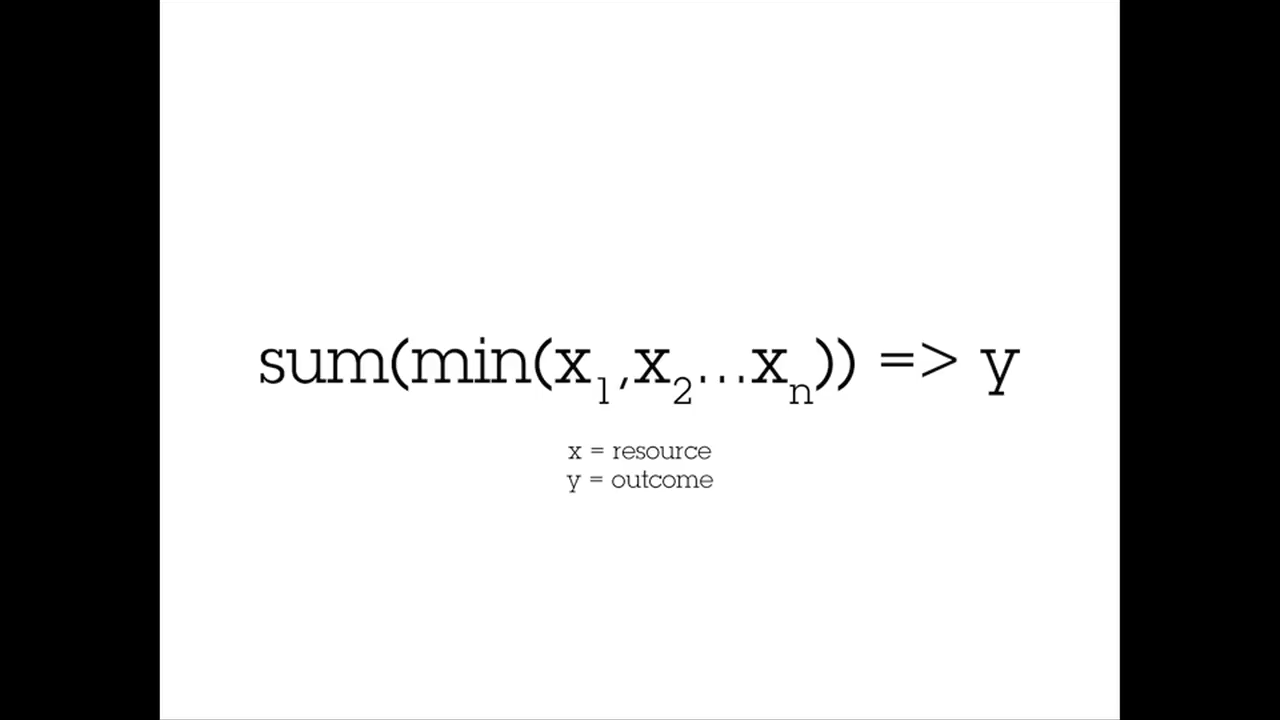 sum(min(x₁,x₂...xₙ)) => y
x = resource
y = outcome